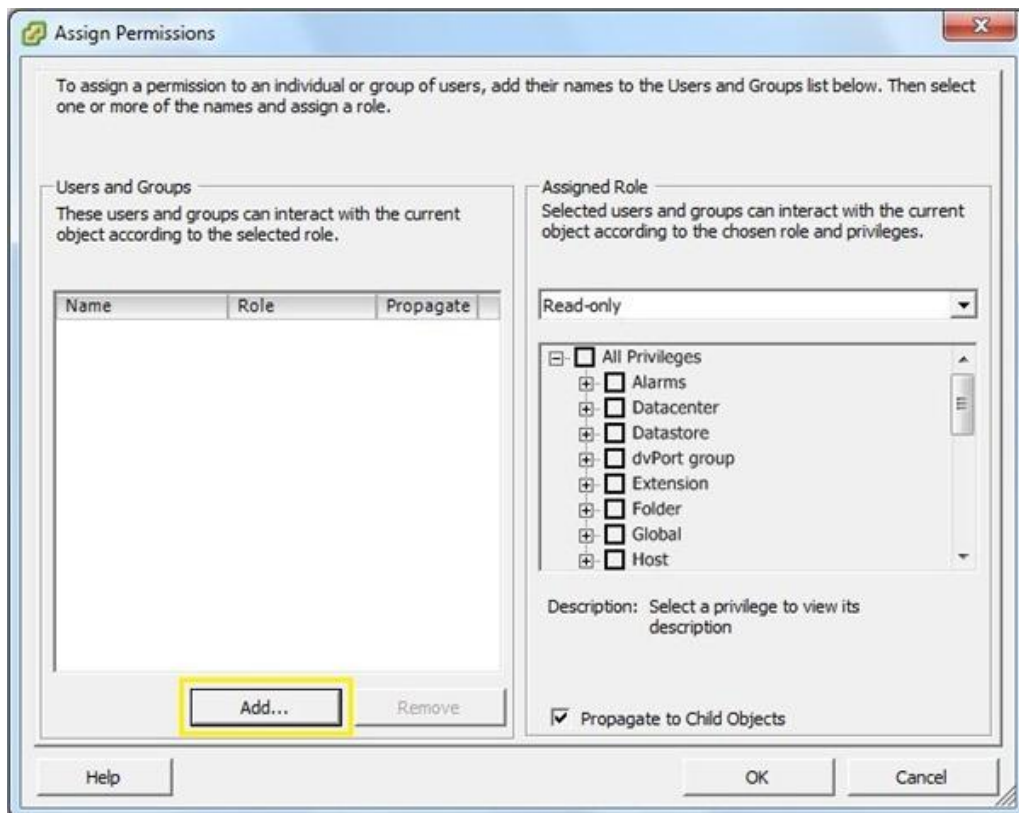 Assign Permissions
To assign a permission to an individual or group of users, add their names to the Users and Groups list below. Then select
one or more of the names and assign a role.
Users and Groups
These users and groups can interact with the current
object according to the selected role.
Name Role Propagate
Add...
Remove
Assigned Role
Selected users and groups can interact with the current
object according to the chosen role and privileges.
Read-only
All Privileges
Alarms
Datacenter
Datastore
dvPort group
Extension
Folder
Global
Host
Description: Select a privilege to view its
description
Propagate to Child Objects
Help
OK
Cancel